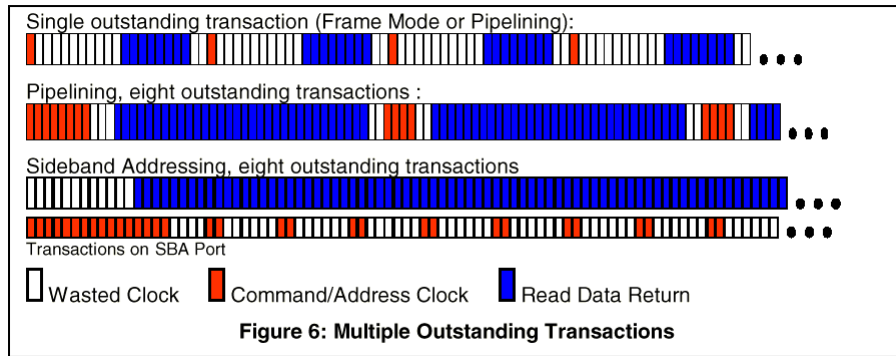 Single outstanding transaction (Frame Mode or Pipelining):
Pipelining, eight outstanding transactions :
Sideband Addressing, eight outstanding transactions
Transactions on SBA Port
Wasted Clock Command/Address Clock Read Data Return
Figure 6: Multiple Outstanding Transactions